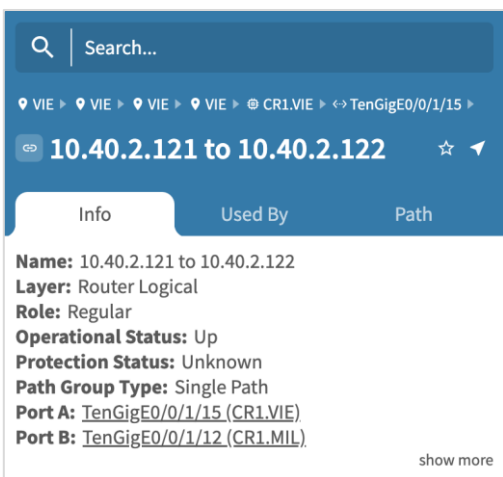 Search...
VIE ▸ VIE ▸ VIE ▸ VIE ▸ CR1.VIE ▸ TenGigE0/0/1/15 ▸
10.40.2.121 to 10.40.2.122
Info Used By Path
Name: 10.40.2.121 to 10.40.2.122
Layer: Router Logical
Role: Regular
Operational Status: Up
Protection Status: Unknown
Path Group Type: Single Path
Port A: TenGigE0/0/1/15 (CR1.VIE)
Port B: TenGigE0/0/1/12 (CR1.MIL)
show more